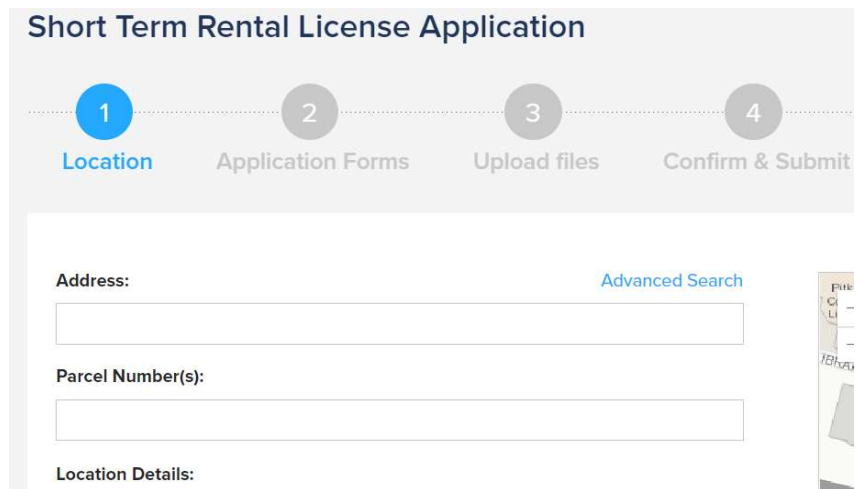 Short Term Rental License Application
1 2 3 4
Location Application Forms Upload files Confirm & Submit
Address: Advanced Search
Parcel Number(s):
Location Details: